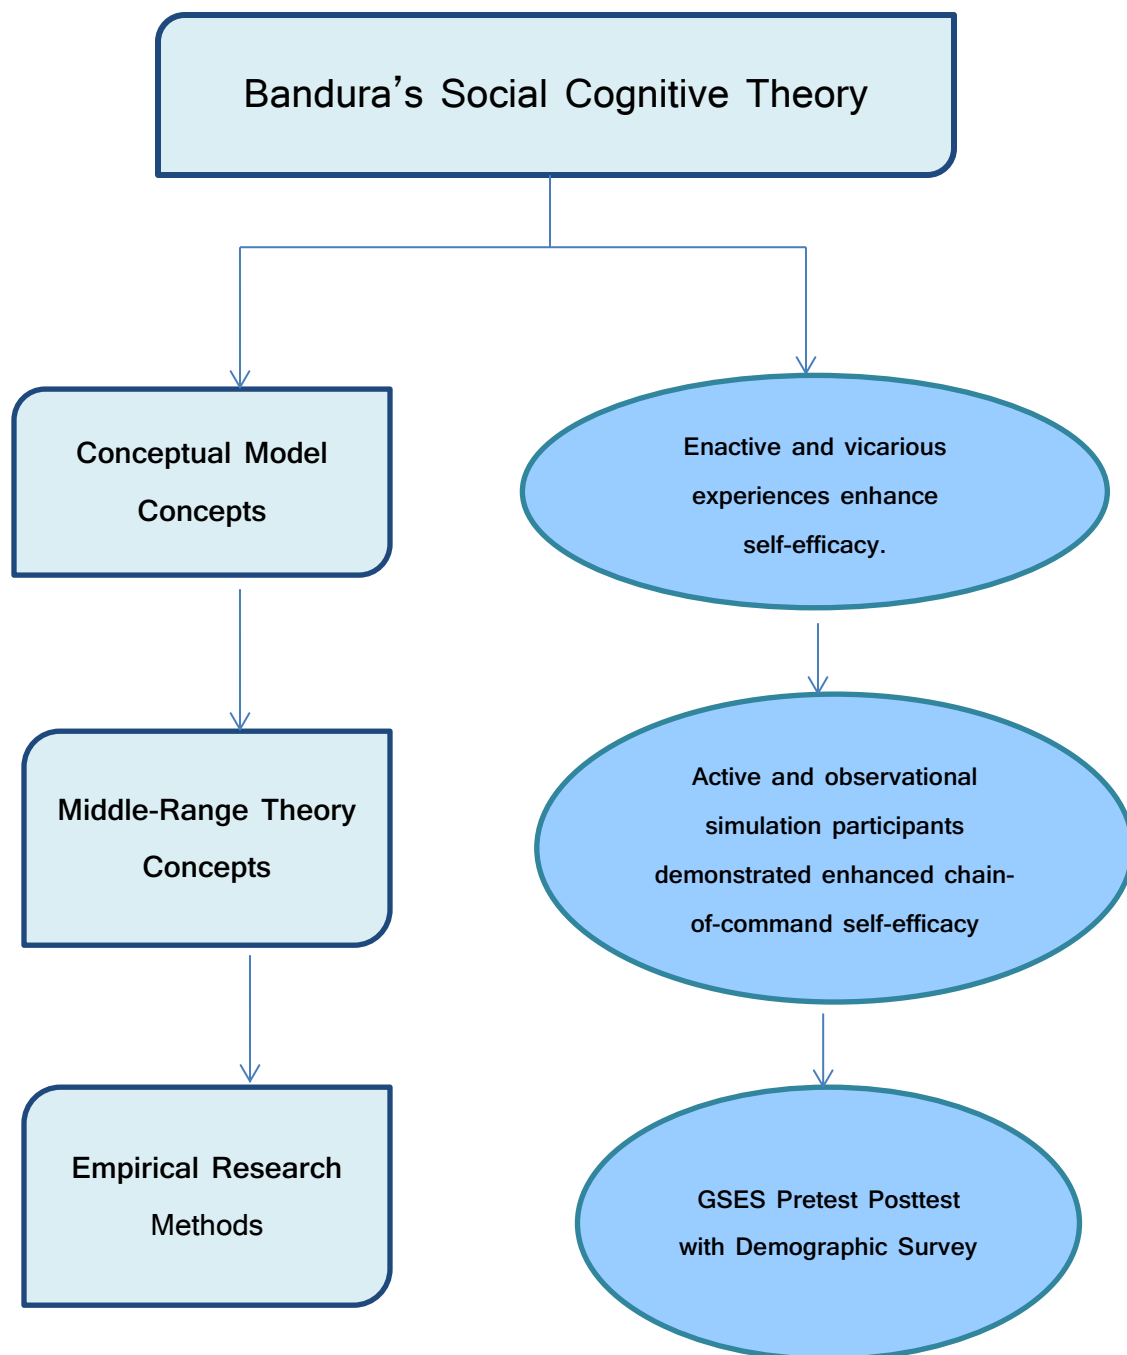 Bandura’s Social Cognitive Theory
Conceptual Model
Concepts
Enactive and vicarious
experiences enhance
self-efficacy.
Middle-Range Theory
Concepts
Active and observational
simulation participants
demonstrated enhanced chain-
of-command self-efficacy
Empirical Research
Methods
GSES Pretest Posttest
with Demographic Survey